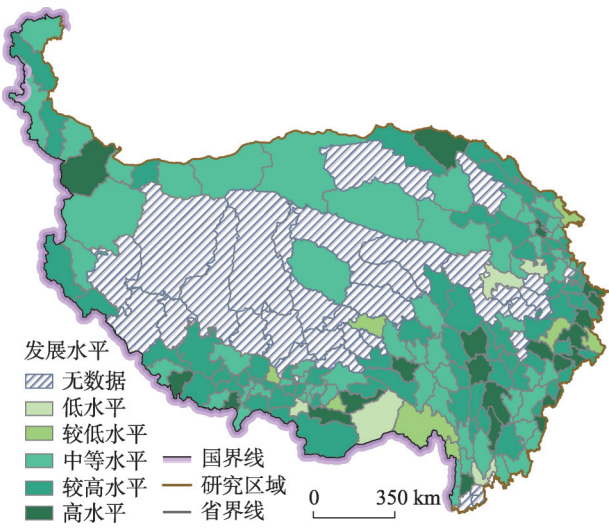 发展水平
无数据
低水平
较低水平
中等水平
较高水平
高水平
国界线
研究区域
省界线
0 350 km